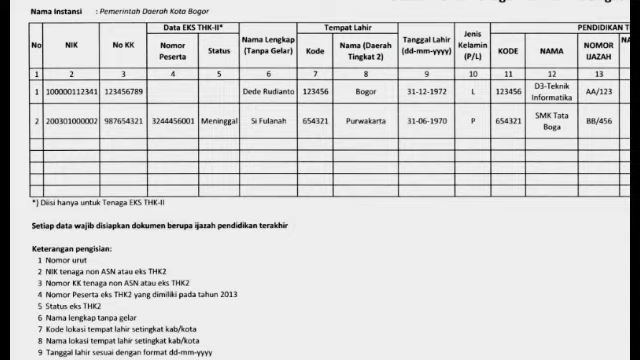 Nama Instansi : Pemerintah Daerah Kota Bogor
No NIK No KK Data EKS THK-II* Nama Lengkap (Tanpa Gelar) Tempat Lahir Tanggal Lahir (dd-mm-yyyy) Jenis Kelamin (P/L) PENDIDIKAN
Nomor Peserta Status Kode Nama (Daerah Tingkat 2) KODE NAMA NOMOR IJAZAH
1 2 3 4 5 6 7 8 9 10 11 12 13
1 100000112341 123456789 Dede Rudianto 123456 Bogor 31-12-1972 L 123456 D3-Teknik Informatika AA/123
2 200301000002 987654321 3244456001 Meninggal Si Fulanah 654321 Purwakarta 31-06-1970 P 654321 SMK Tata Boga BB/456
*) Diisi hanya untuk Tenaga EKS THK-II
Setiap data wajib disiapkan dokumen berupa ijazah pendidikan terakhir
Keterangan pengisian:
1 Nomor urut
2 NIK tenaga non ASN atau eks THK2
3 Nomor KK tenaga non ASN atau eks THK2
4 Nomor Peserta eks THK2 yang dimiliki pada tahun 2013
5 Status eks THK2
6 Nama lengkap tanpa gelar
7 Kode lokasi tempat lahir setingkat kab/kota
8 Nama lokasi tempat lahir setingkat kab/kota
9 Tanggal lahir sesuai dengan format dd-mm-yyyy